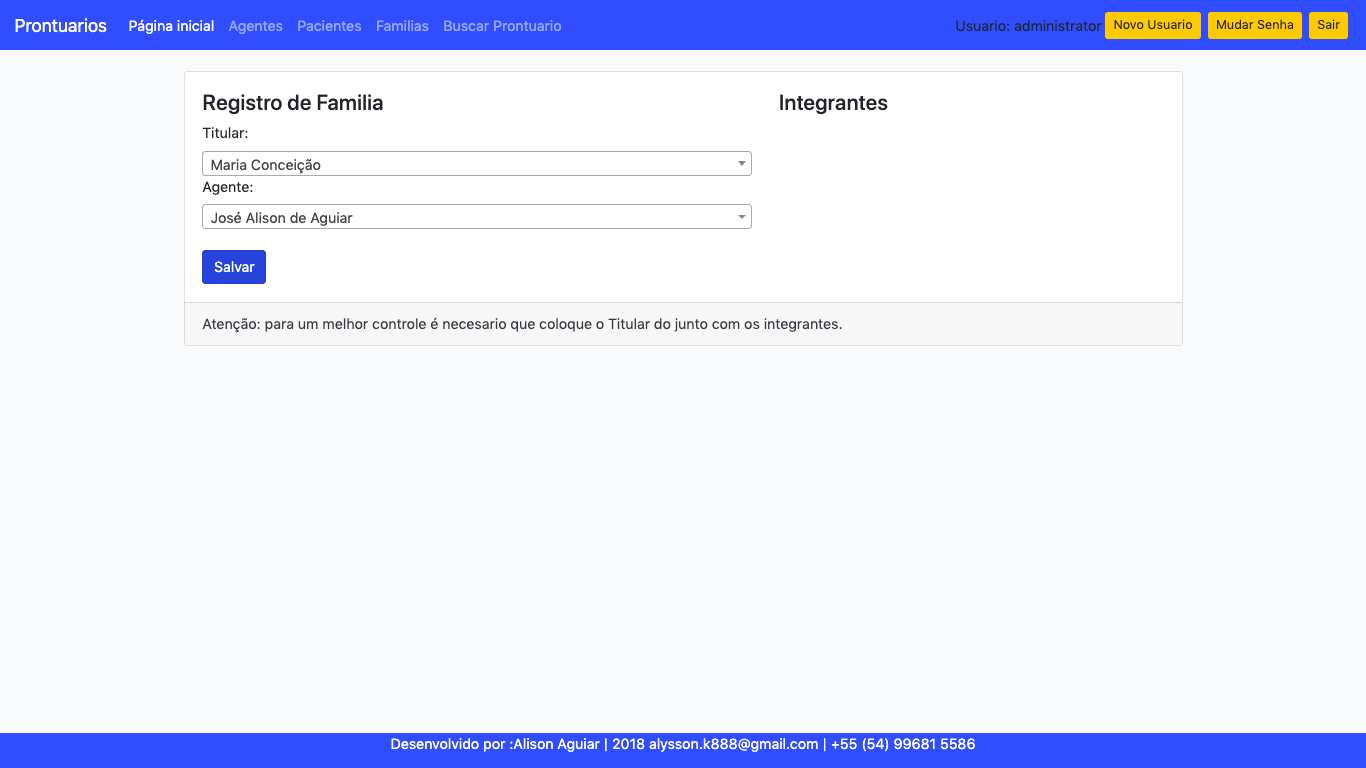 Prontuarios Página inicial Agentes Pacientes Familias Buscar Prontuario Usuario: administrator Novo Usuario Mudar Senha Sair
Registro de Familia
Titular:
Maria Conceição
Agente:
José Alison de Aguiar
Salvar
Integrantes
Atenção: para um melhor controle é necesario que coloque o Titular do junto com os integrantes.
Desenvolvido por :Alison Aguiar | 2018 alysson.k888@gmail.com | +55 (54) 99681 5586